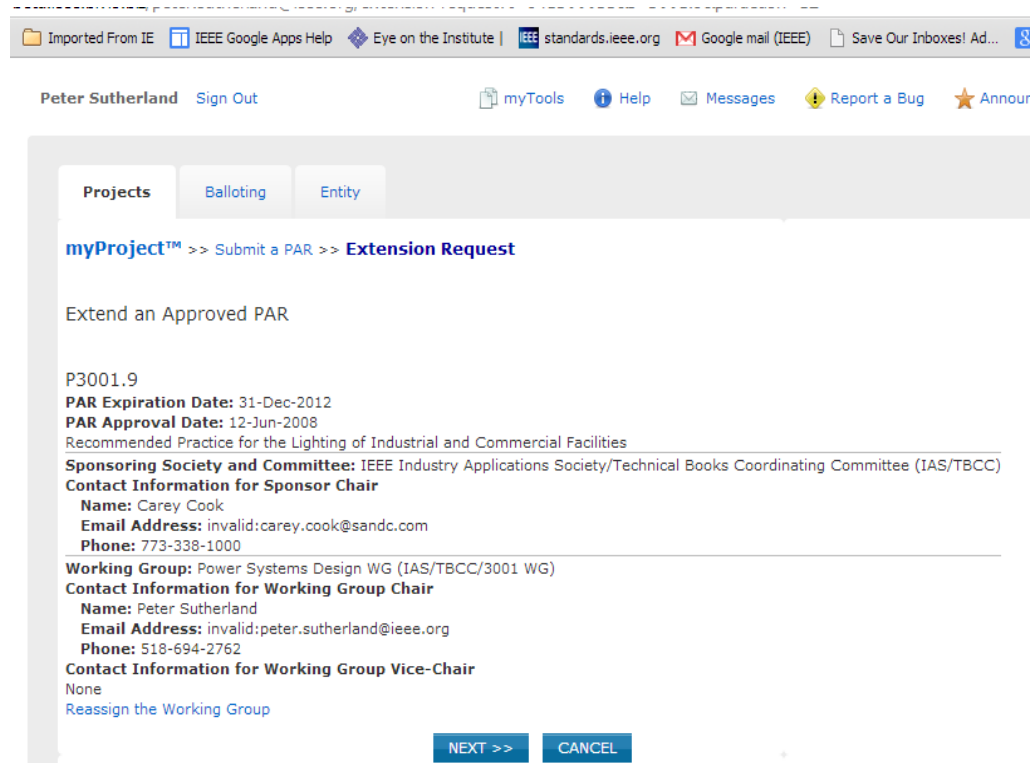 Imported From IE IEEE Google Apps Help Eye on the Institute | IEEE standards.ieee.org Google mail (IEEE) Save Our Inboxes! Ad... 8
Peter Sutherland Sign Out myTools Help Messages Report a Bug Announ
Projects Balloting Entity
myProject™ >> Submit a PAR >> Extension Request
Extend an Approved PAR
P3001.9
PAR Expiration Date: 31-Dec-2012
PAR Approval Date: 12-Jun-2008
Recommended Practice for the Lighting of Industrial and Commercial Facilities
Sponsoring Society and Committee: IEEE Industry Applications Society/Technical Books Coordinating Committee (IAS/TBCC)
Contact Information for Sponsor Chair
Name: Carey Cook
Email Address: invalid:carey.cook@sandc.com
Phone: 773-338-1000
Working Group: Power Systems Design WG (IAS/TBCC/3001 WG)
Contact Information for Working Group Chair
Name: Peter Sutherland
Email Address: invalid:peter.sutherland@ieee.org
Phone: 518-694-2762
Contact Information for Working Group Vice-Chair
None
Reassign the Working Group
NEXT >> CANCEL